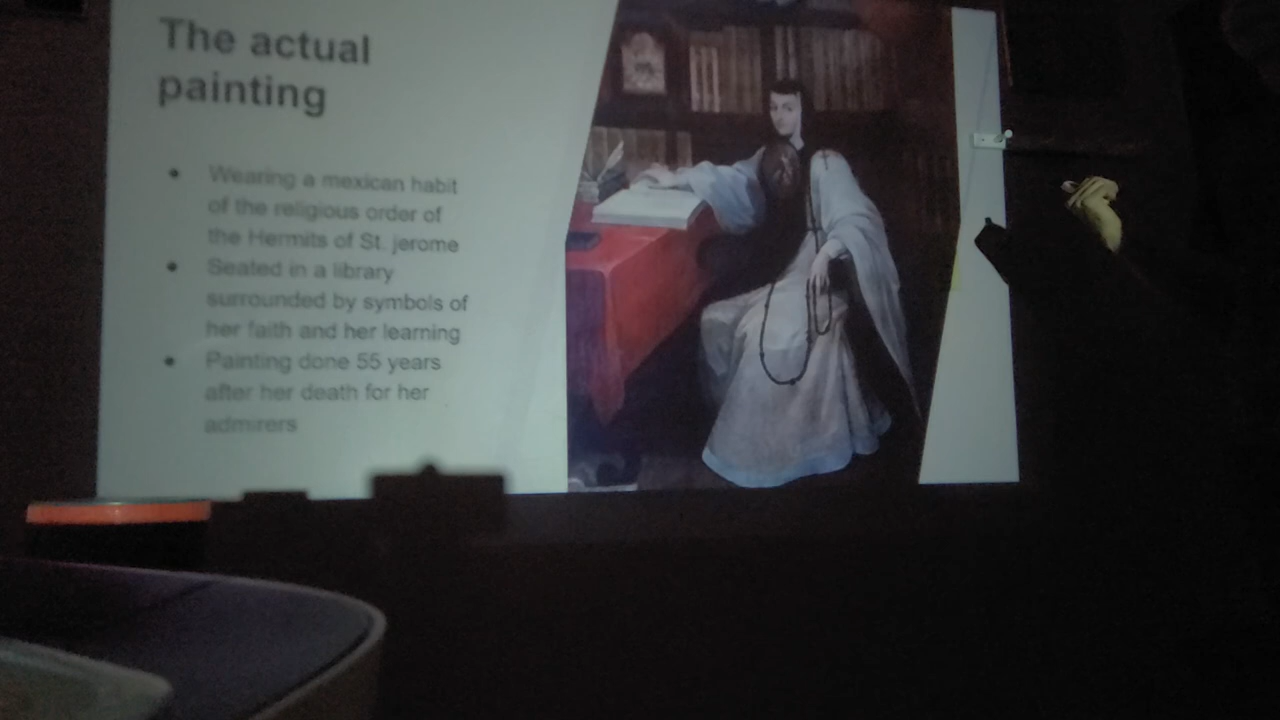 The actual
painting
Wearing a mexican habit
of the religious order of
the Hermits of St. jerome
Seated in a library
surrounded by symbols of
her faith and her learning
Painting done 55 years
after her death for her
admirers